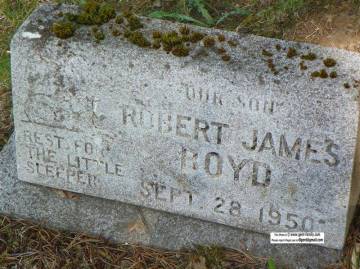 "OUR SON"
ROBERT JAMES
BOYD
SEPT 28 1950
REST FOR
THE LITTLE
SLEEPER